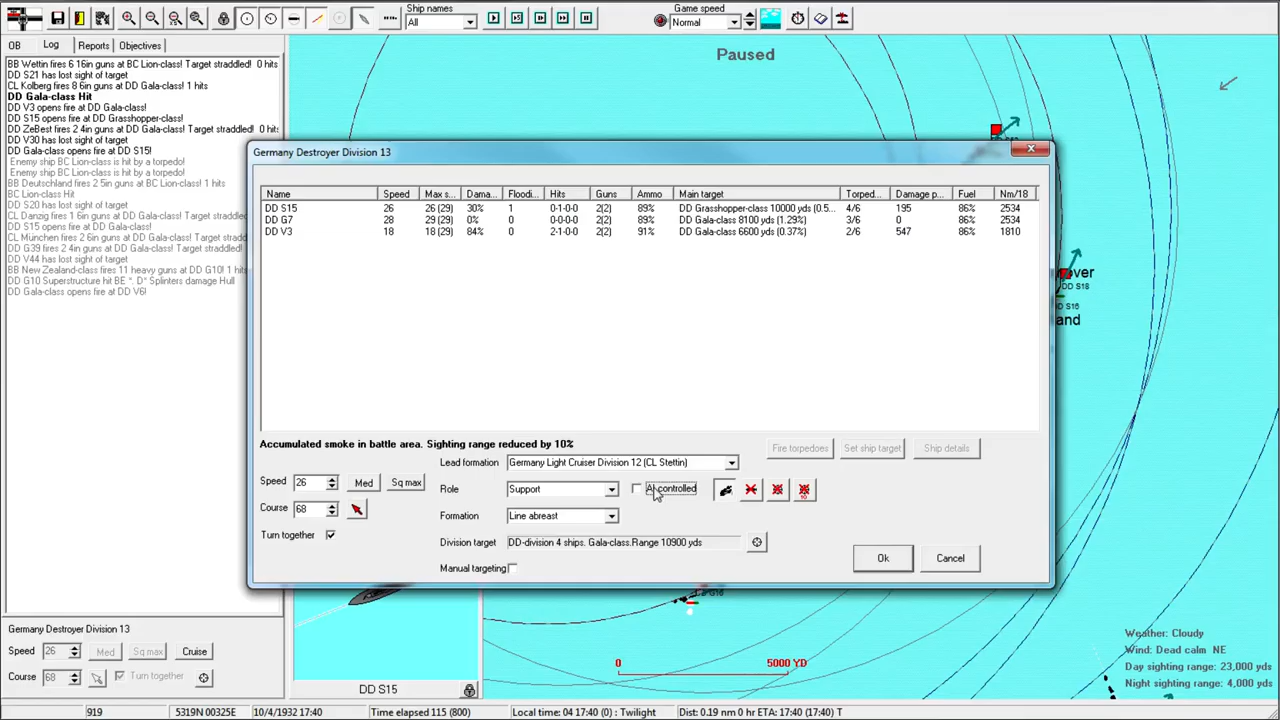 Ship names
All
Game speed
Normal
OB Log Reports Objectives
Paused
BB Wettin fires 6 16in guns at BC Lion-class! Target straddled! 0 hits
DD S21 has lost sight of target
CL Kolberg fires 8 6in guns at DD Gala-class! 1 hits
DD Gala-class Hit
DD V3 opens fire at DD Gala-class!
DD S15 opens fire at DD Grasshopper-class!
DD ZeBest fires 2 4in guns at DD Gala-class! Target straddled! 0 hits
DD V30 has lost sight of target
DD Gala-class opens fire at DD S15!
Enemy ship BC Lion-class is hit by a torpedo!
Enemy ship BC Lion-class is hit by a torpedo!
BB Deutschland fires 2 5in guns at DD Gala-class! 1 hits
BC Lion-class Hit
DD S20 has lost sight of target
CL Danzig fires 1 6in guns at DD Gala-class! Target stradd
DD S15 opens fire at DD Gala-class!
CL München fires 2 6in guns at DD Gala-class! Target stradd
DD G39 fires 2 4in guns at DD Gala-class! Target straddled!
DD V44 has lost sight of target
BB New Zealand-class fires 11 heavy guns at DD G10! 1 hits
DD G10 Superstructure hit BE ". D" Splinters damage Hull
DD Gala-class opens fire at DD V6!
Germany Destroyer Division 13
Name Speed Max s... Dama... Floodi... Hits Guns Ammo Main target Torped... Damage p... Fuel Nm/18
DD S15 26 26 (29) 30% 1 0-1-0-0 2(2) 89% DD Grasshopper-class 10000 yds (0.5... 4/6 195 86% 2534
DD G7 28 29 (29) 0% 0 0-0-0-0 2(2) 89% DD Gala-class 8100 yds (1.29%) 3/6 0 86% 2534
DD V3 18 18 (29) 84% 0 2-1-0-0 2(2) 91% DD Gala-class 6600 yds (0.37%) 2/6 547 86% 1810
Accumulated smoke in battle area. Sighting range reduced by 10%
Fire torpedoes Set ship target Ship details
Lead formation Germany Light Cruiser Division 12 (CL Stettin)
Speed 26 Med Sq max
Role Support AI controlled
10
Course 68
Formation Line abreast
Turn together
Division target DD-division 4 ships. Gala-class.Range 10900 yds
Manual targeting
Ok Cancel
over
DD S18
DD S16
and
Germany Destroyer Division 13
Speed 26 Med Sq max Cruise
Course 68 Turn together
DD S15
0 5000 YD
Weather: Cloudy
Wind: Dead calm NE
Day sighting range: 23,000 yds
Night sighting range: 4,000 yds
919 5319N 00325E 10/4/1932 17:40 Time elapsed 115 (800) Local time: 04 17:40 (0) : Twilight Dist: 0.19 nm 0 hr ETA: 17:40 (17:40) T